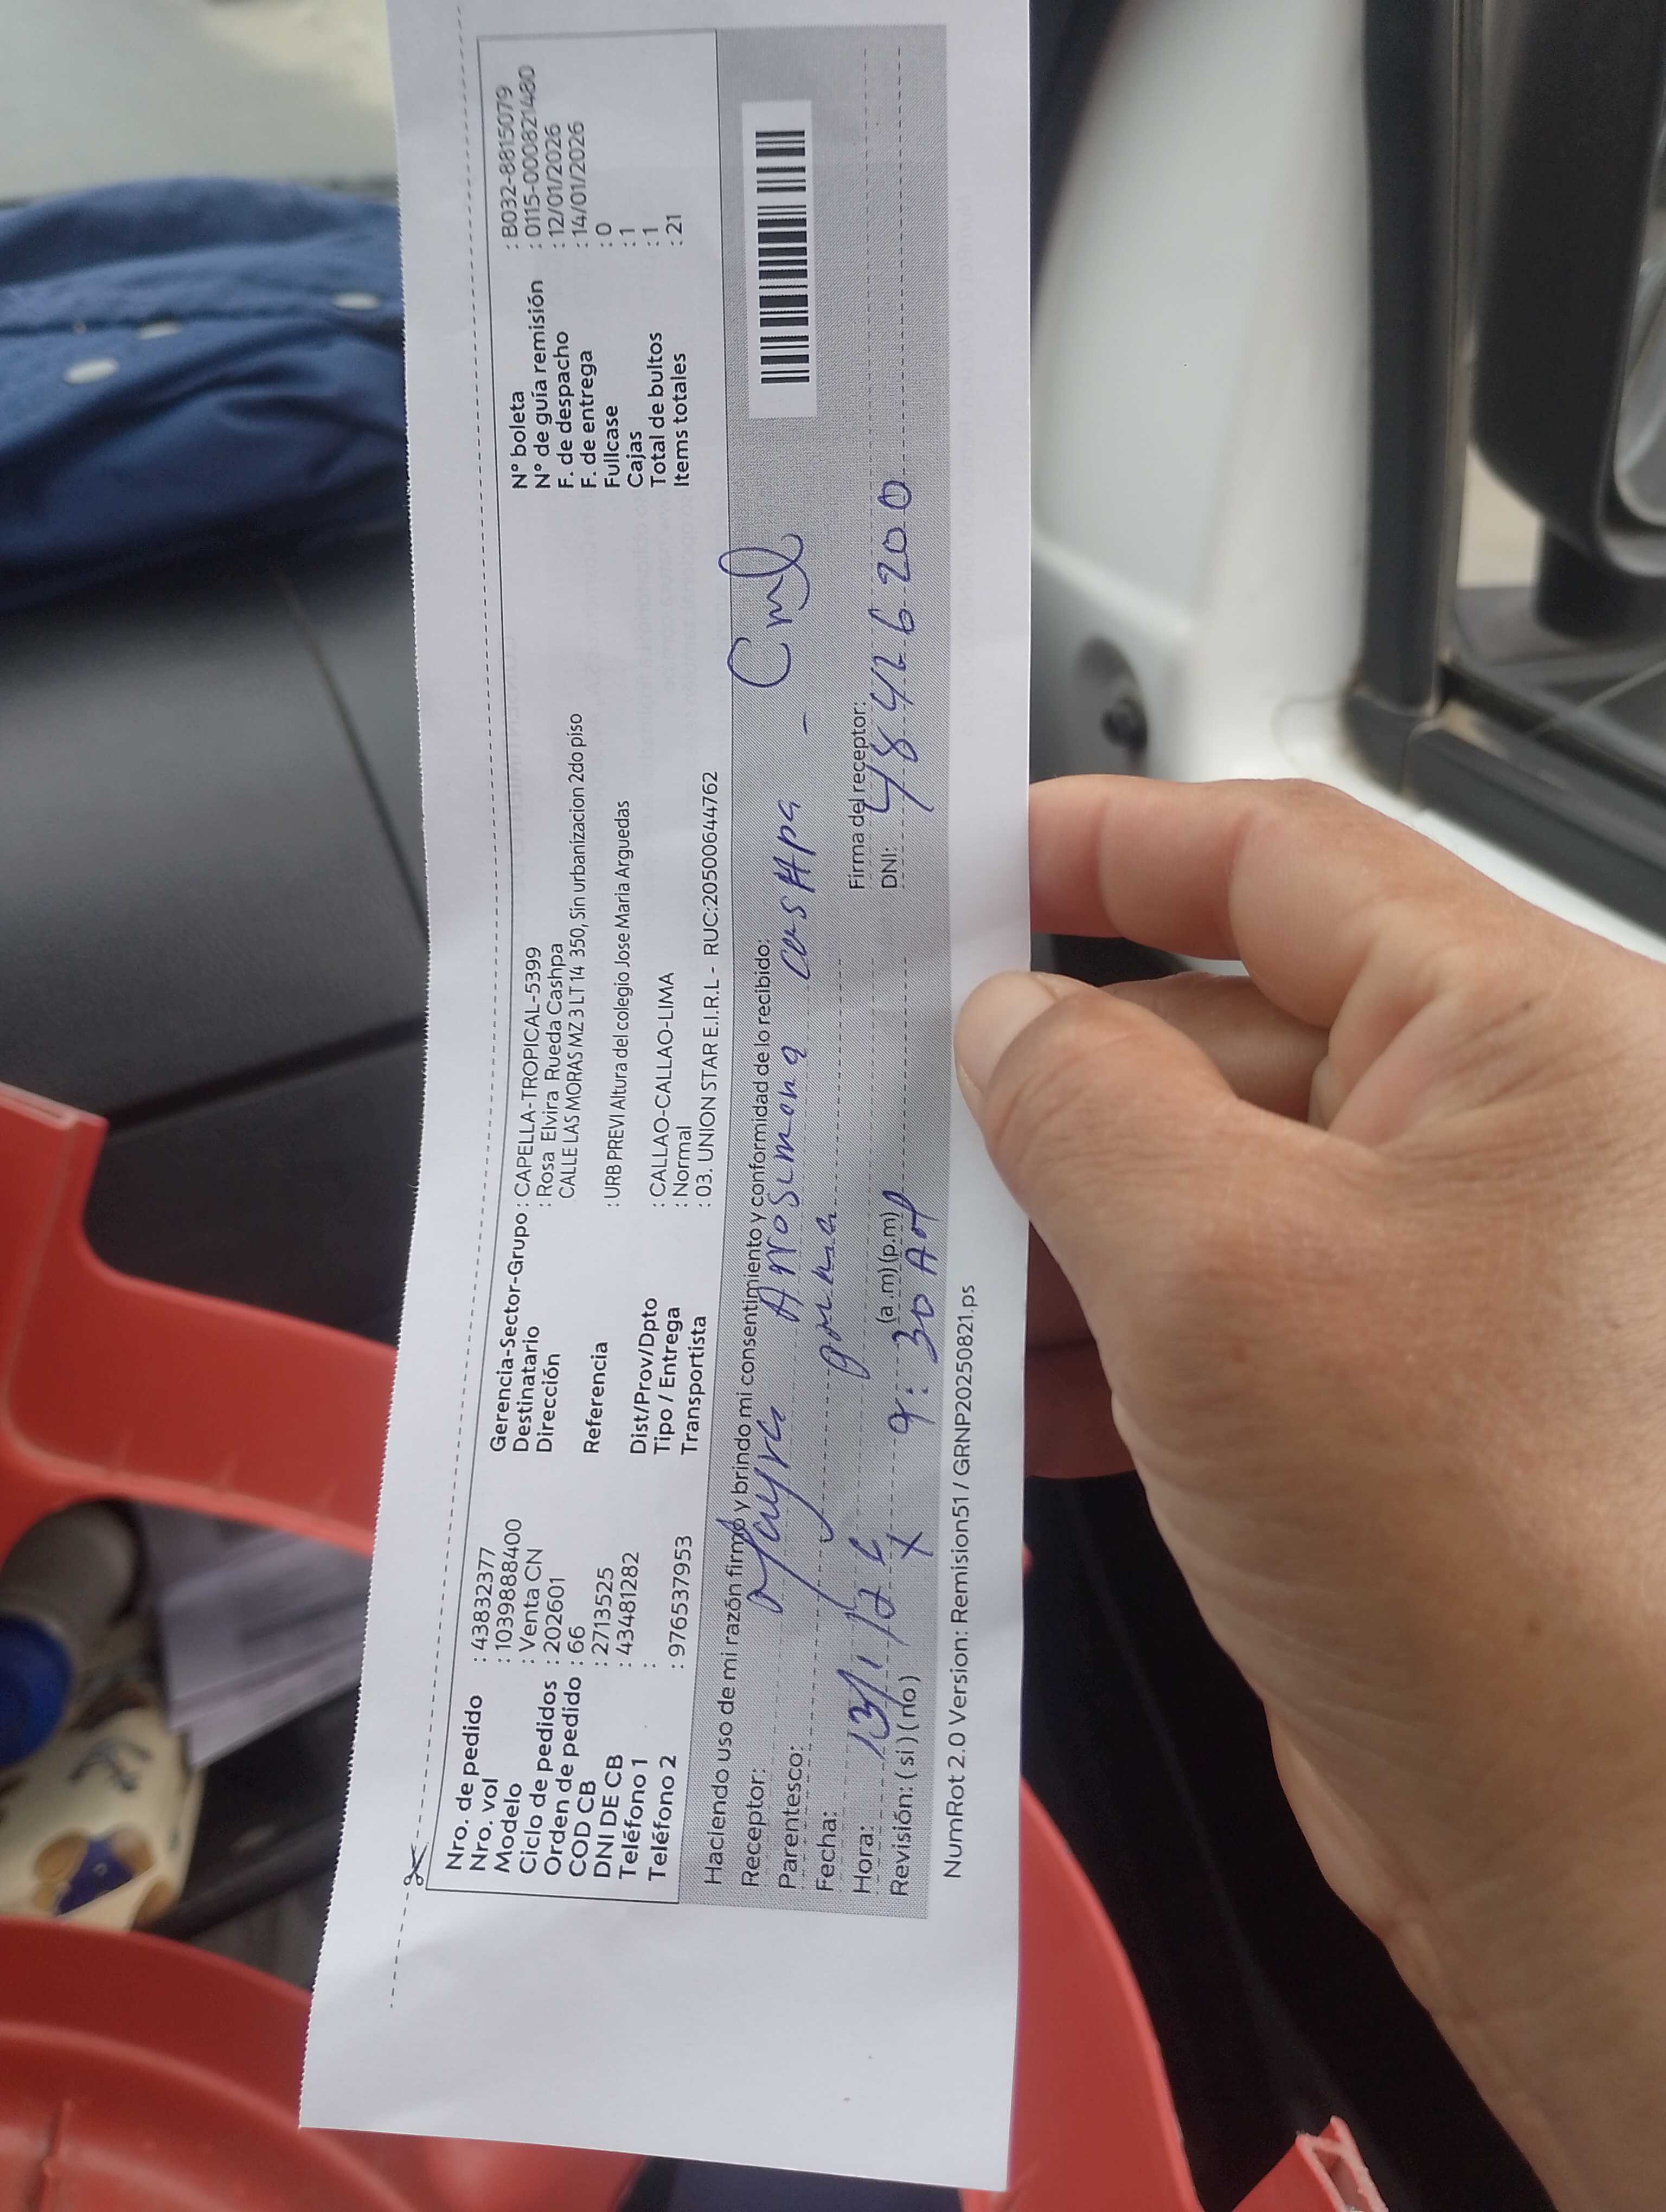 Nro. de pedido : 43832377
Nro. vol : 1039888400
Modelo : Venta CN
Ciclo de pedidos : 202601
Orden de pedido : 66
COD CB : 2713525
DNI DE CB : 43481282
Teléfono 1 :
Teléfono 2 : 976537953
Gerencia-Sector-Grupo : CAPELLA-TROPICAL-5399
Destinatario : Rosa Elvira Rueda Cashpa
Dirección CALLE LAS MORAS MZ 3 LT 14 350, Sin urbanizacion 2do piso
Referencia : URB PREVI Altura del colegio Jose Maria Arguedas
Dist/Prov/Dpto : CALLAO-CALLAO-LIMA
Tipo / Entrega : Normal
Transportista : 03. UNION STAR E.I.R.L - RUC:20500644762
N° boleta : B032-8815079
N° de guía remisión : 0115-000821480
F. de despacho : 12/01/2026
F. de entrega : 14/01/2026
Fullcase : 0
Cajas : 1
Total de bultos : 1
Items totales : 21
Haciendo uso de mi razón firmo y brindo mi consentimiento y conformidad de lo recibido:
Receptor: Mayra Arrosimena
Parentesco:
Fecha: 13/1/26
Hora: 9:30 AM (a .m) (p.m)
Revisión: ( si ) ( no ) X
Firma del receptor:
DNI: 48426200
NumRot 2.0 Version: Remision51 / GRNP20250821.ps